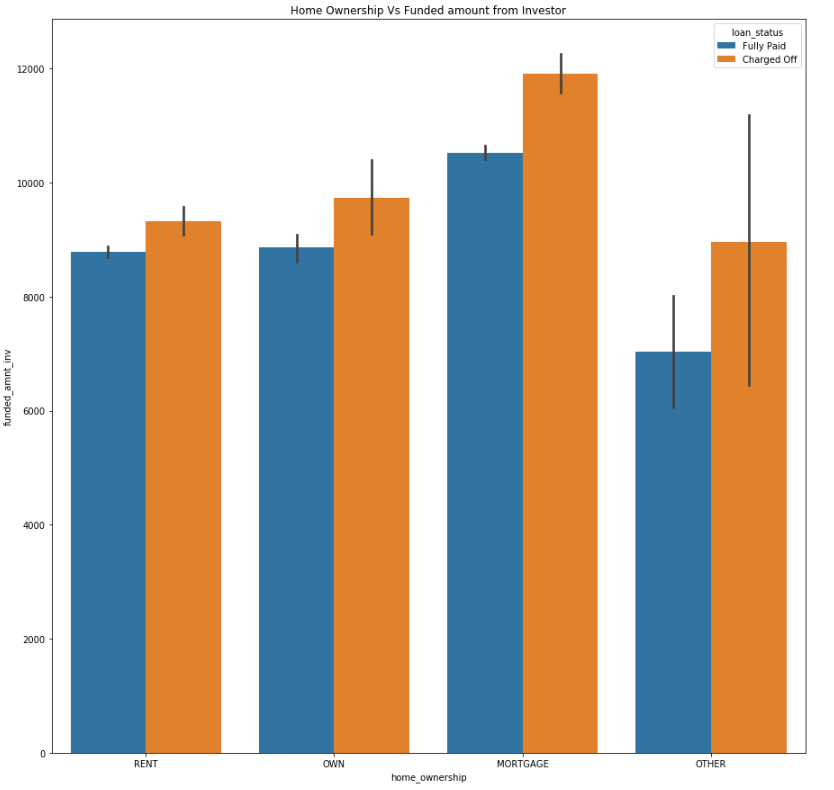 Home Ownership Vs Funded amount from Investor
loan_status
Fully Paid
Charged Off
12000
10000
8000
6000
4000
2000
0
funded_amnt_inv
RENT
OWN
MORTGAGE
OTHER
home_ownership